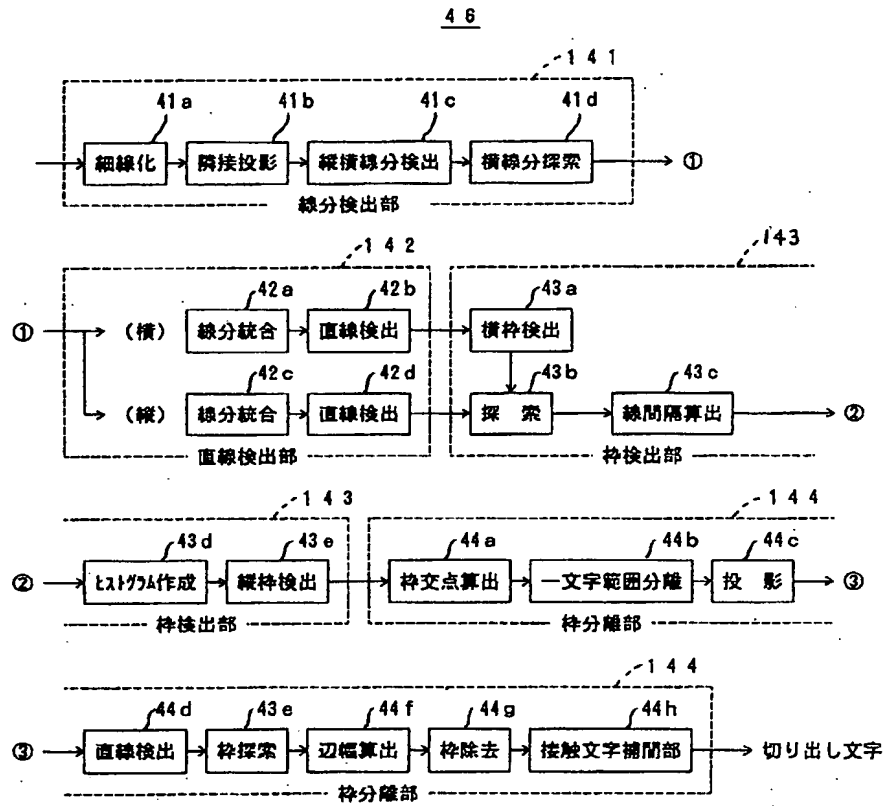 46
141
41a 41b 41c 41d
細線化 隣接投影 縦横線分検出 横線分探索 ①
線分検出部
142 143
42a 42b 43a
① (横) 線分統合 直線検出 横枠検出
42c 42d 43b 43c
(縦) 線分統合 直線検出 探索 線間隔算出 ②
直線検出部 枠検出部
143 144
43d 43e 44a 44b 44c
② ヒストグラム作成 縦枠検出 枠交点算出 一文字範囲分離 投影 ③
枠検出部 枠分離部
144
44d 43e 44f 44g 44h
③ 直線検出 枠探索 辺幅算出 枠除去 接触文字補間部 切り出し文字
枠分離部